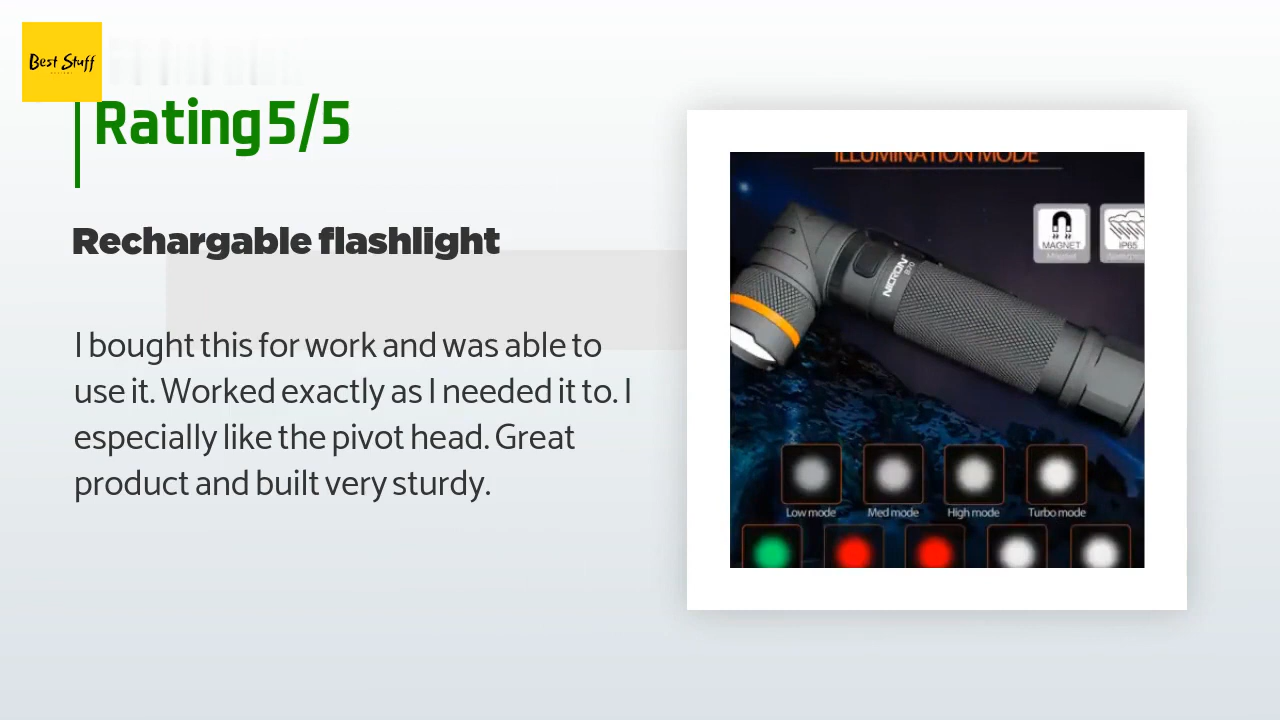 Best Stuff
Rating 5/5
Rechargable flashlight
I bought this for work and was able to
use it. Worked exactly as I needed it to. I
especially like the pivot head. Great
product and built very sturdy.
ILLUMINATION MODE
MAGNET
Magnet
IP65
NICRON
B70
Low mode
Med mode
High mode
Turbo mode